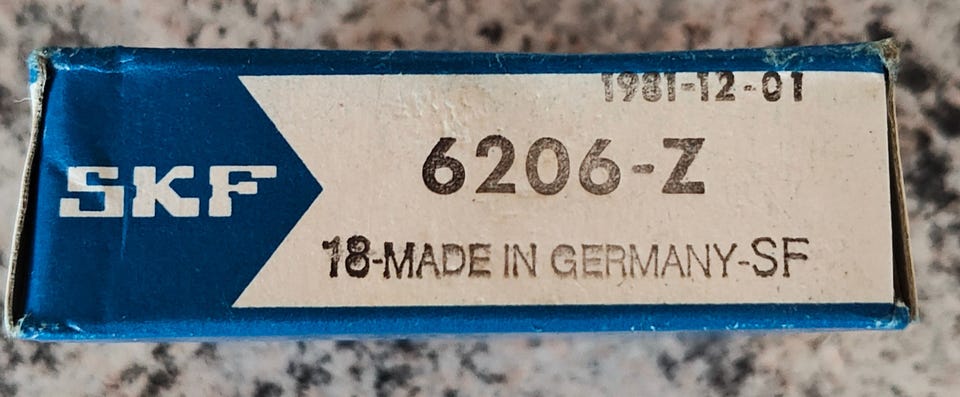 SKF
1981-12-01
6206-Z
18-MADE IN GERMANY-SF